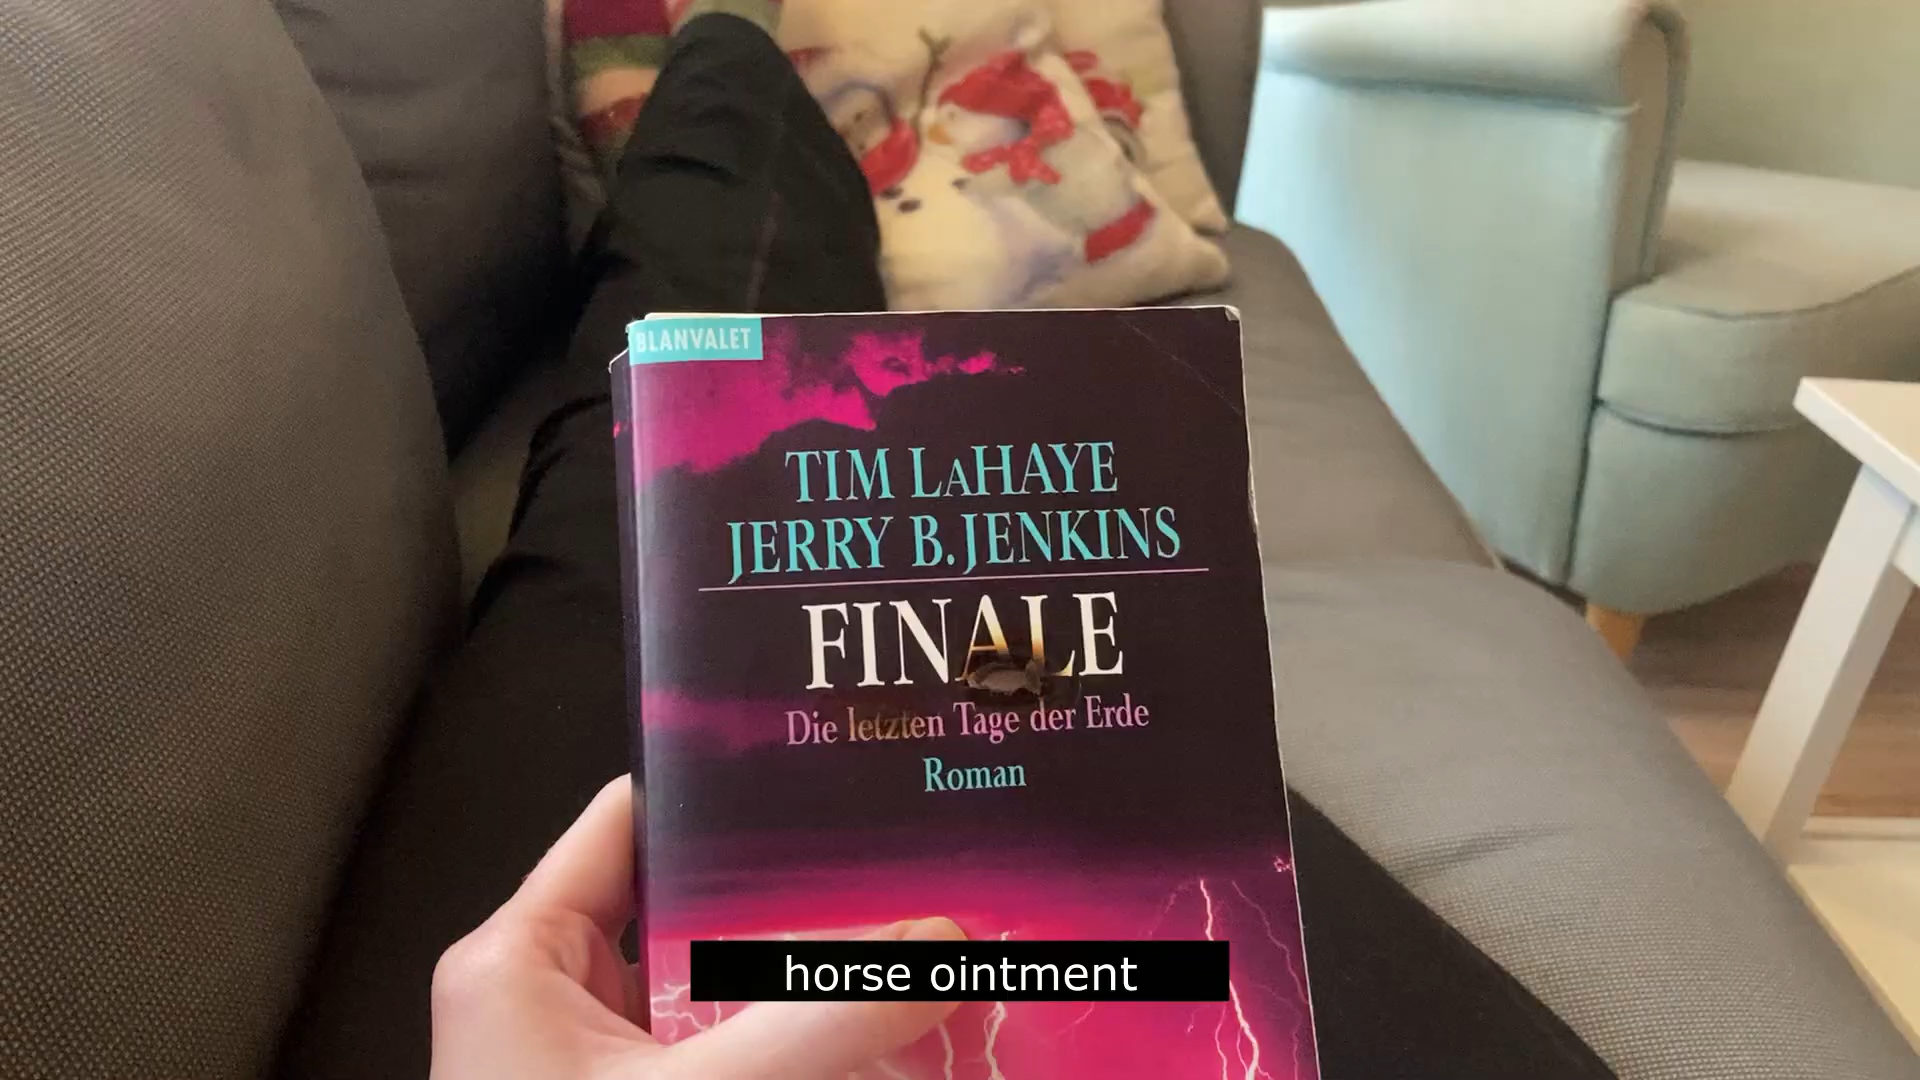 BLANVALET
TIM LAHAYE
JERRY B. JENKINS
FINALE
Die letzten Tage der Erde
Roman
horse ointment